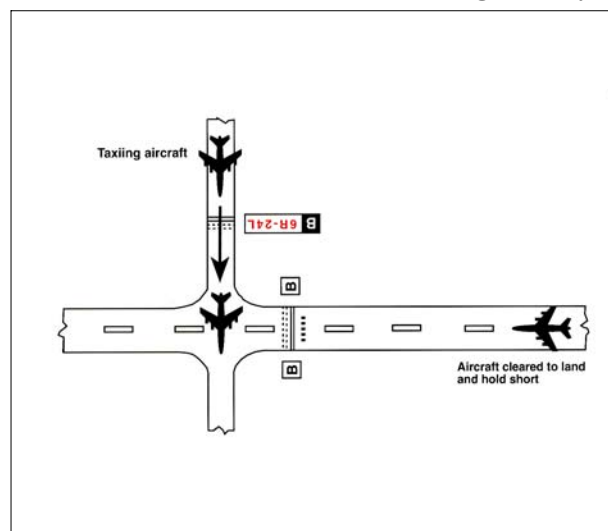 Taxiing aircraft
B 6R-24L
B
B
Aircraft cleared to land
and hold short